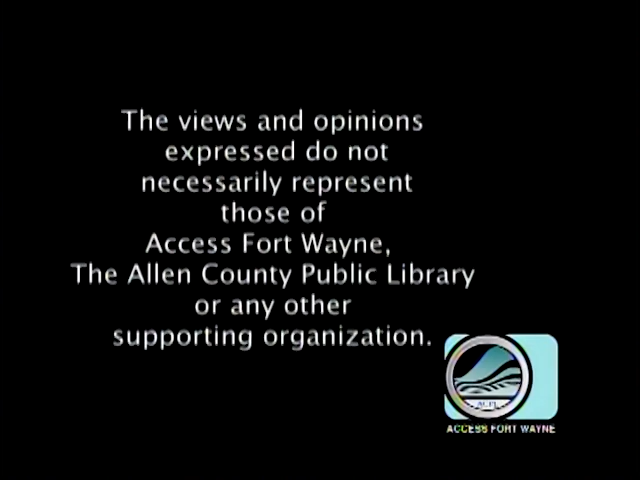 The views and opinions
expressed do not
necessarily represent
those of
Access Fort Wayne,
The Allen County Public Library
or any other
supporting organization.
ACPL
ACCESS FORT WAYNE